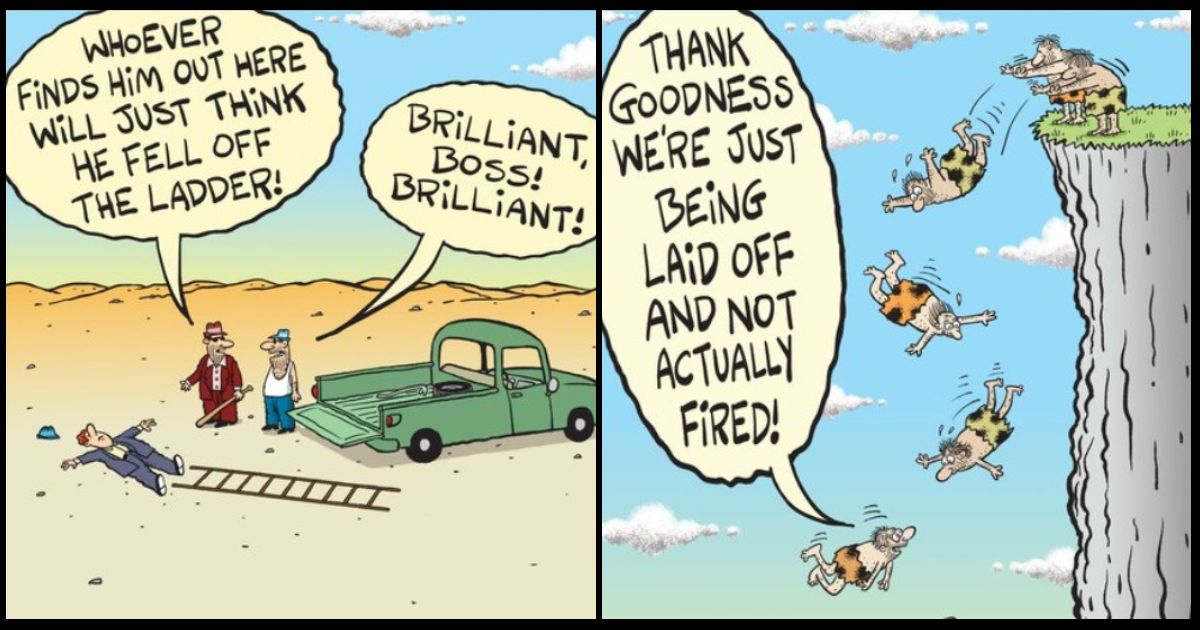 WHOEVER
FINDS HIM OUT HERE
WILL JUST THINK
HE FELL OFF
THE LADDER!
BRILLIANT,
BOSS!
BRILLIANT!
THANK
GOODNESS
WE'RE JUST
BEING
LAID OFF
AND NOT
ACTUALLY
FIRED!